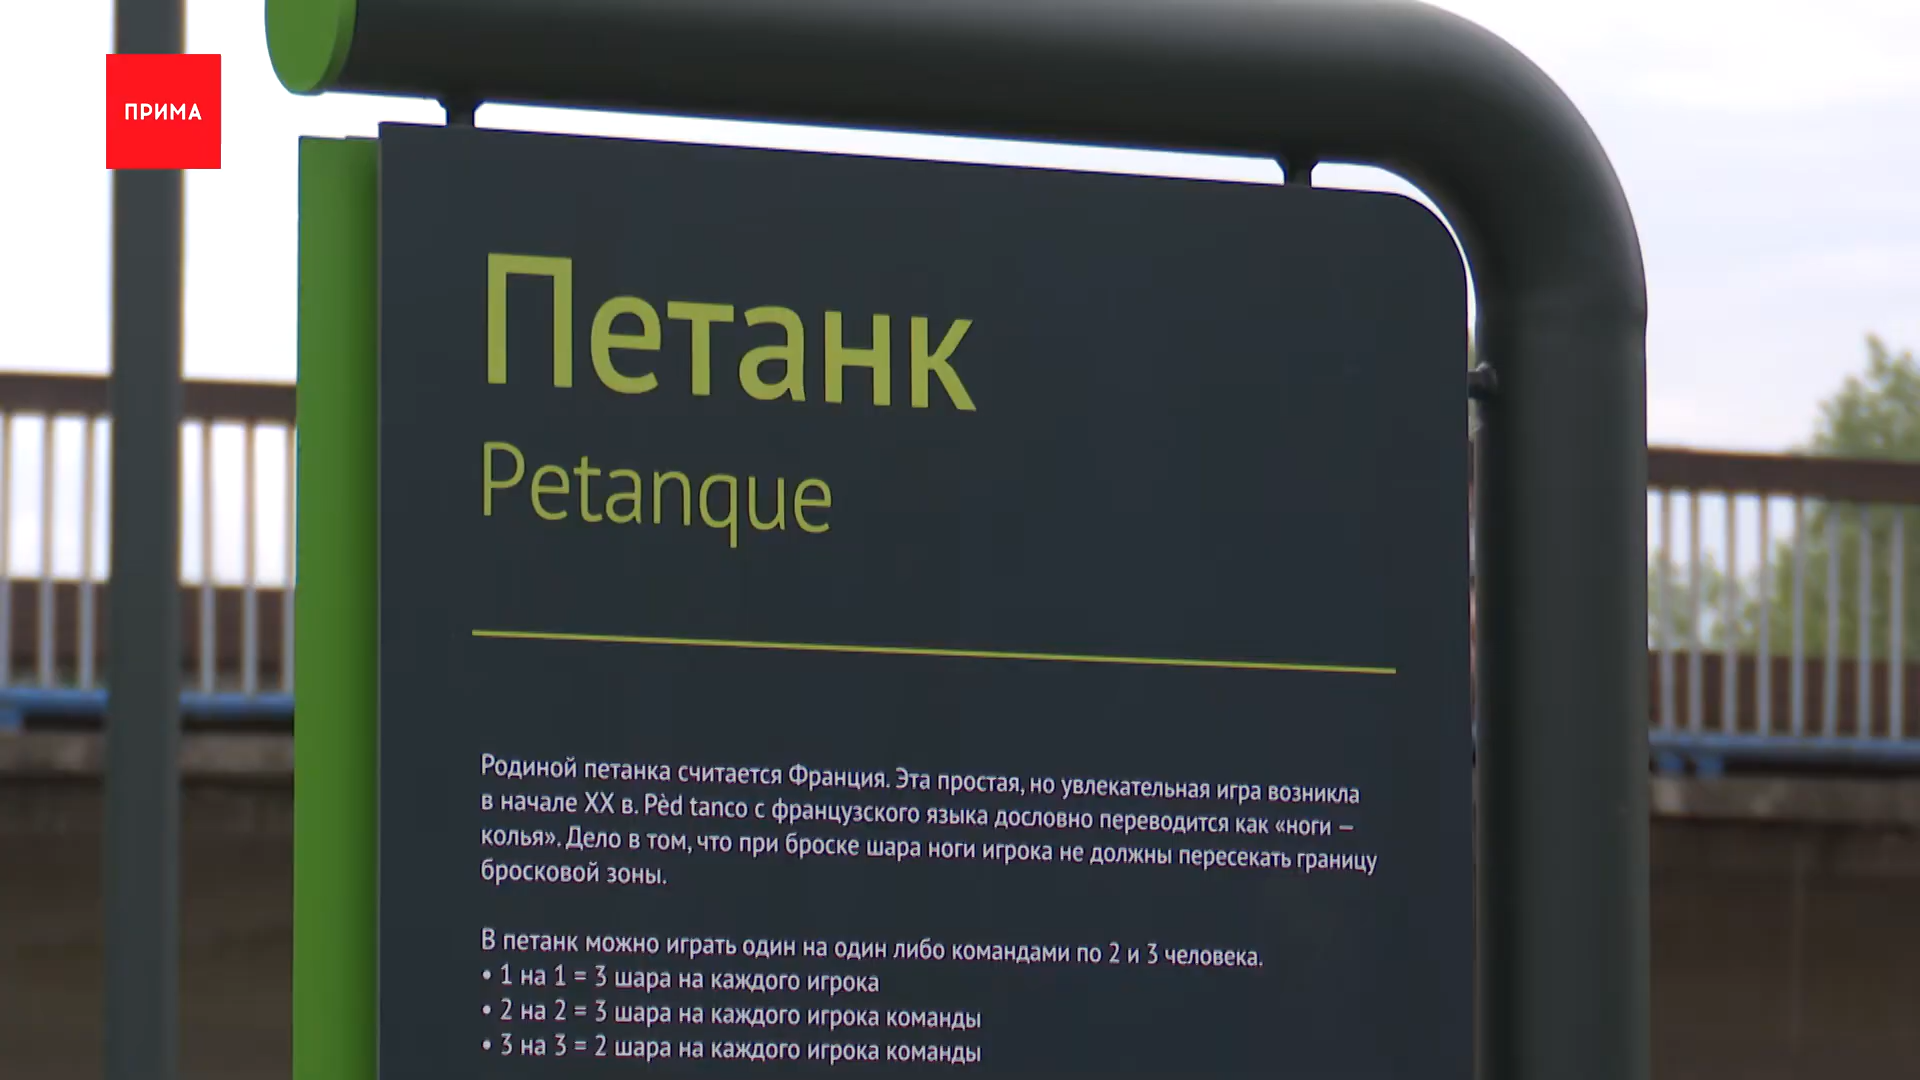 ПРИМА
Петанк
Petanque
Родиной петанка считается Франция. Эта простая, но увлекательная игра возникла
в начале XX в. Pèd tanco с французского языка дословно переводится как «ноги –
колья». Дело в том, что при броске шара ноги игрока не должны пересекать границу
бросковой зоны.
В петанк можно играть один на один либо командами по 2 и 3 человека.
• 1 на 1 = 3 шара на каждого игрока
• 2 на 2 = 3 шара на каждого игрока команды
• 3 на 3 = 2 шара на каждого игрока команды